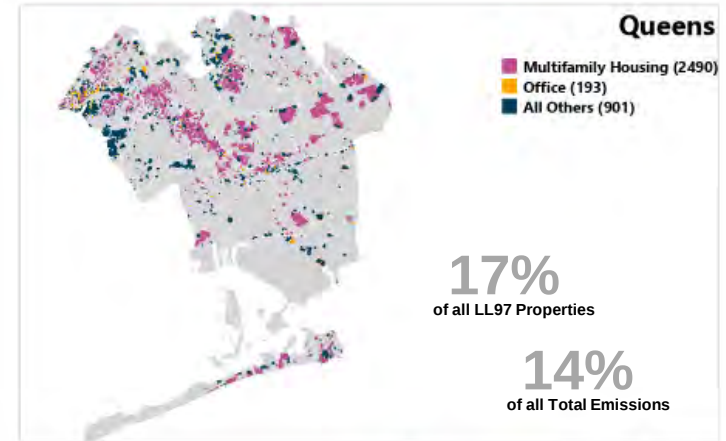 Queens
Multifamily Housing (2490)
Office (193)
All Others (901)
17%
of all LL97 Properties
14%
of all Total Emissions